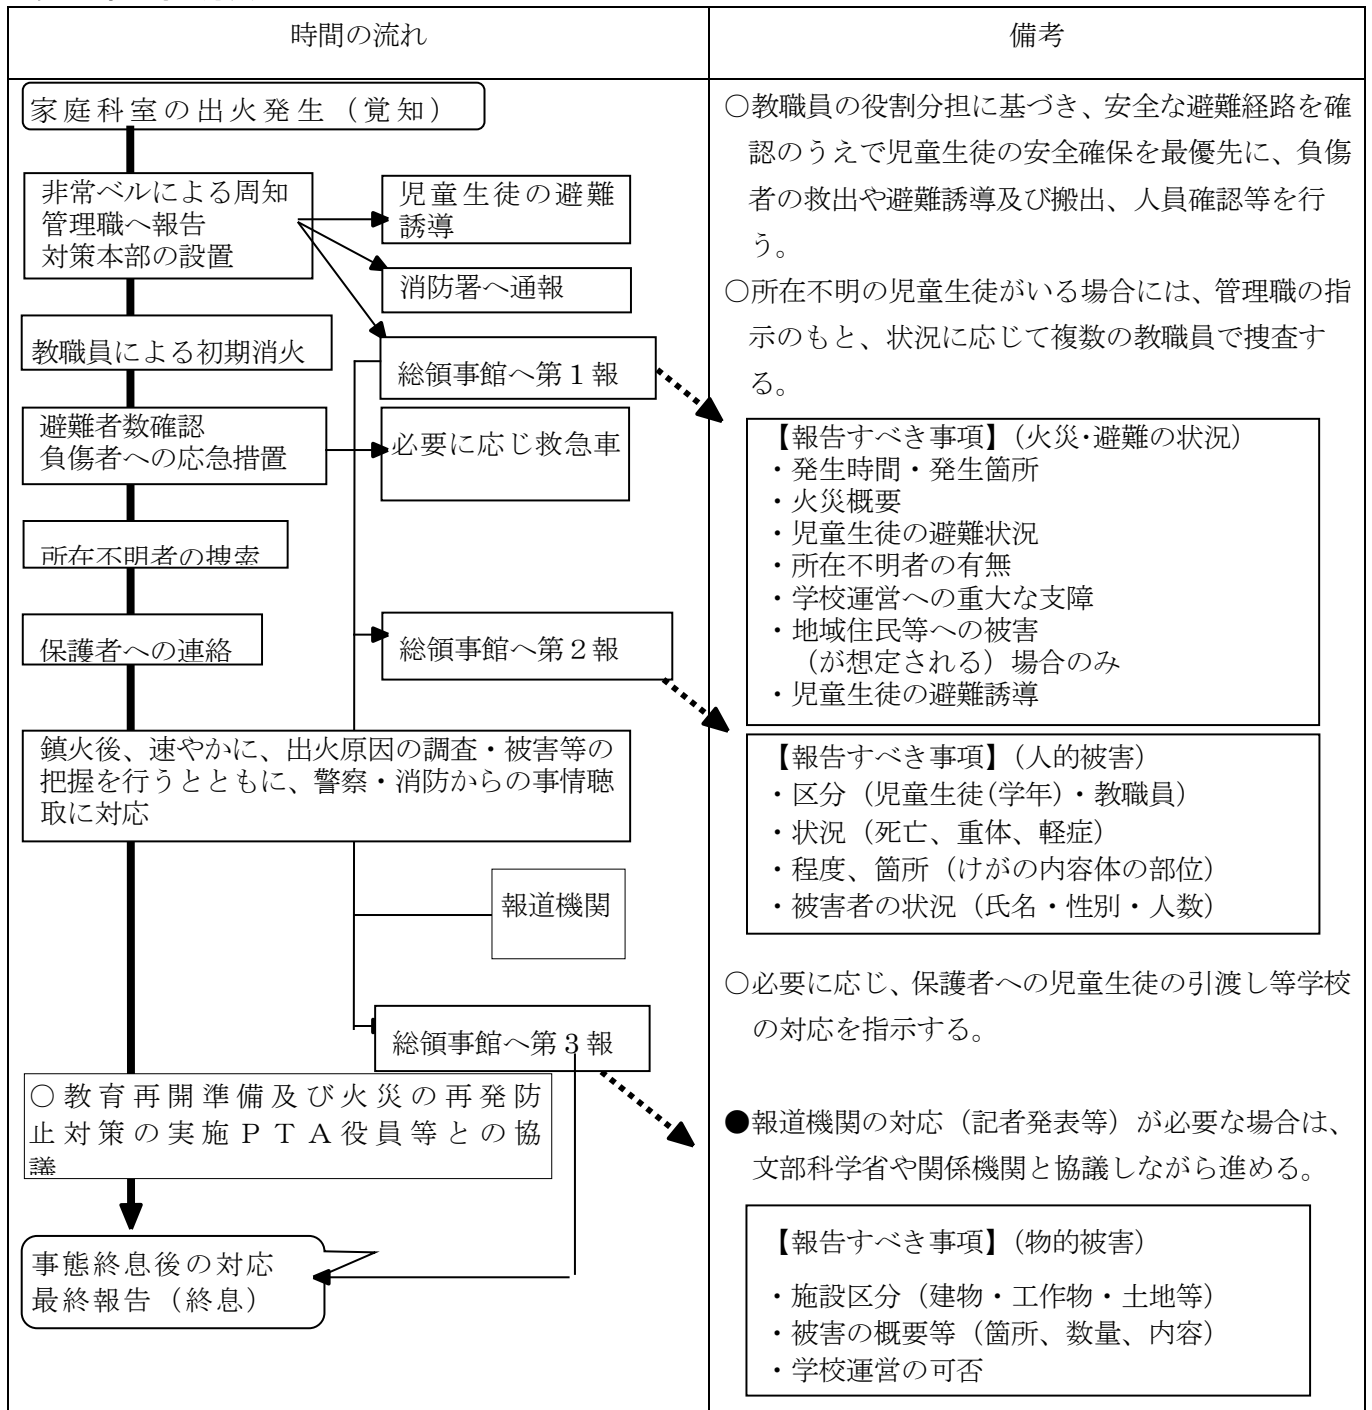 時間の流れ
備考
家庭科室の出火発生（覚知）
非常ベルによる周知
管理職へ報告
対策本部の設置
児童生徒の避難
誘導
消防署へ通報
教職員による初期消火
総領事館へ第１報
避難者数確認
負傷者への応急措置
必要に応じ救急車
所在不明者の捜索
保護者への連絡
総領事館へ第２報
鎮火後、速やかに、出火原因の調査・被害等の
把握を行うとともに、警察・消防からの事情聴
取に対応
報道機関
総領事館へ第３報
○教育再開準備及び火災の再発防
止対策の実施ＰＴＡ役員等との協
議
事態終息後の対応
最終報告（終息）
○教職員の役割分担に基づき、安全な避難経路を確
認のうえで児童生徒の安全確保を最優先に、負傷
者の救出や避難誘導及び搬出、人員確認等を行
う。
○所在不明の児童生徒がいる場合には、管理職の指
示のもと、状況に応じて複数の教職員で捜査す
る。
【報告すべき事項】（火災・避難の状況）
・発生時間・発生箇所
・火災概要
・児童生徒の避難状況
・所在不明者の有無
・学校運営への重大な支障
・地域住民等への被害
（が想定される）場合のみ
・児童生徒の避難誘導
【報告すべき事項】（人的被害）
・区分（児童生徒(学年)・教職員）
・状況（死亡、重体、軽症）
・程度、箇所（けがの内容体の部位）
・被害者の状況（氏名・性別・人数）
○必要に応じ、保護者への児童生徒の引渡し等学校
の対応を指示する。
●報道機関の対応（記者発表等）が必要な場合は、
文部科学省や関係機関と協議しながら進める。
【報告すべき事項】（物的被害）
・施設区分（建物・工作物・土地等）
・被害の概要等（箇所、数量、内容）
・学校運営の可否